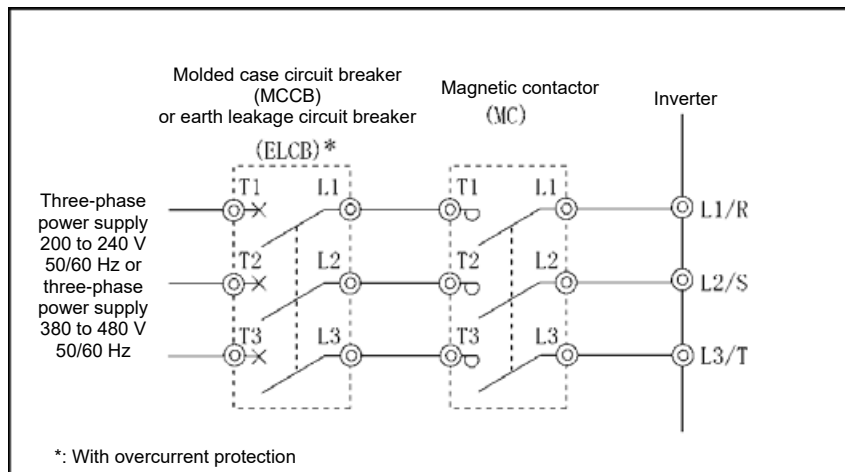 Molded case circuit breaker
(MCCB)
or earth leakage circuit breaker
(ELCB)*
Magnetic contactor
(MC)
Inverter
Three-phase
power supply
200 to 240 V
50/60 Hz or
three-phase
power supply
380 to 480 V
50/60 Hz
T1 L1 T1 L1 L1/R
T2 L2 T2 L2 L2/S
T3 L3 T3 L3 L3/T
*: With overcurrent protection